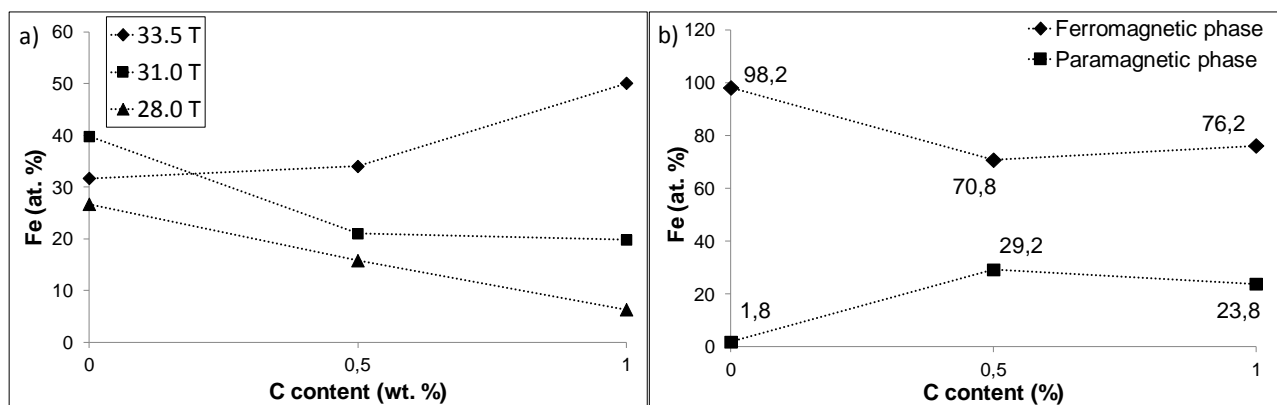 a)
33.5 T
31.0 T
28.0 T
60
50
40
30
20
10
0
Fe (at. %)
0
0,5
1
C content (wt. %)
b)
Ferromagnetic phase
Paramagnetic phase
120
100
80
60
40
20
0
Fe (at. %)
98,2
70,8
76,2
1,8
29,2
23,8
0
0,5
1
C content (%)